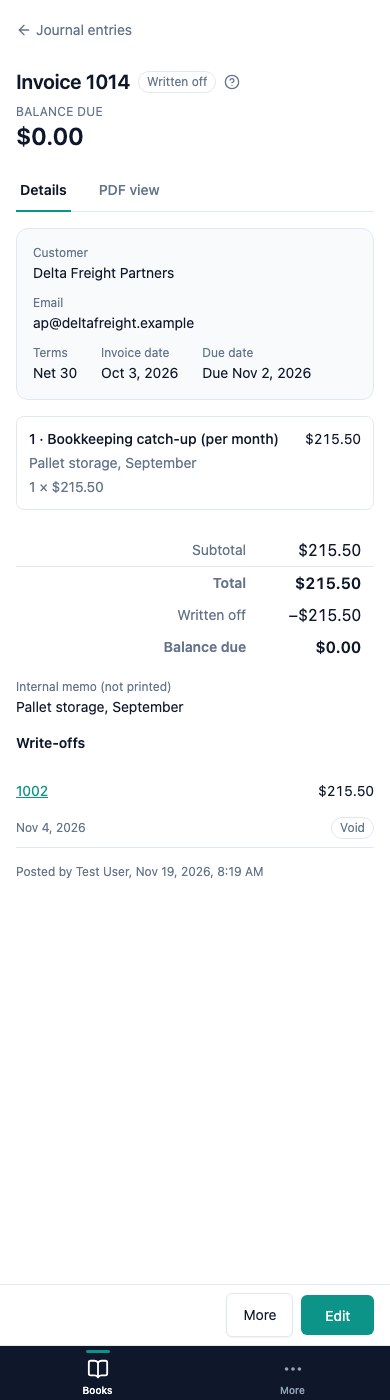 Journal entries
Invoice 1014 Written off
BALANCE DUE
$0.00
Details PDF view
Customer
Delta Freight Partners
Email
ap@deltafreight.example
Terms Invoice date Due date
Net 30 Oct 3, 2026 Due Nov 2, 2026
1 · Bookkeeping catch-up (per month) $215.50
Pallet storage, September
1 × $215.50
Subtotal $215.50
Total $215.50
Written off –$215.50
Balance due $0.00
Internal memo (not printed)
Pallet storage, September
Write-offs
1002 $215.50
Nov 4, 2026 Void
Posted by Test User, Nov 19, 2026, 8:19 AM
More Edit
Books More